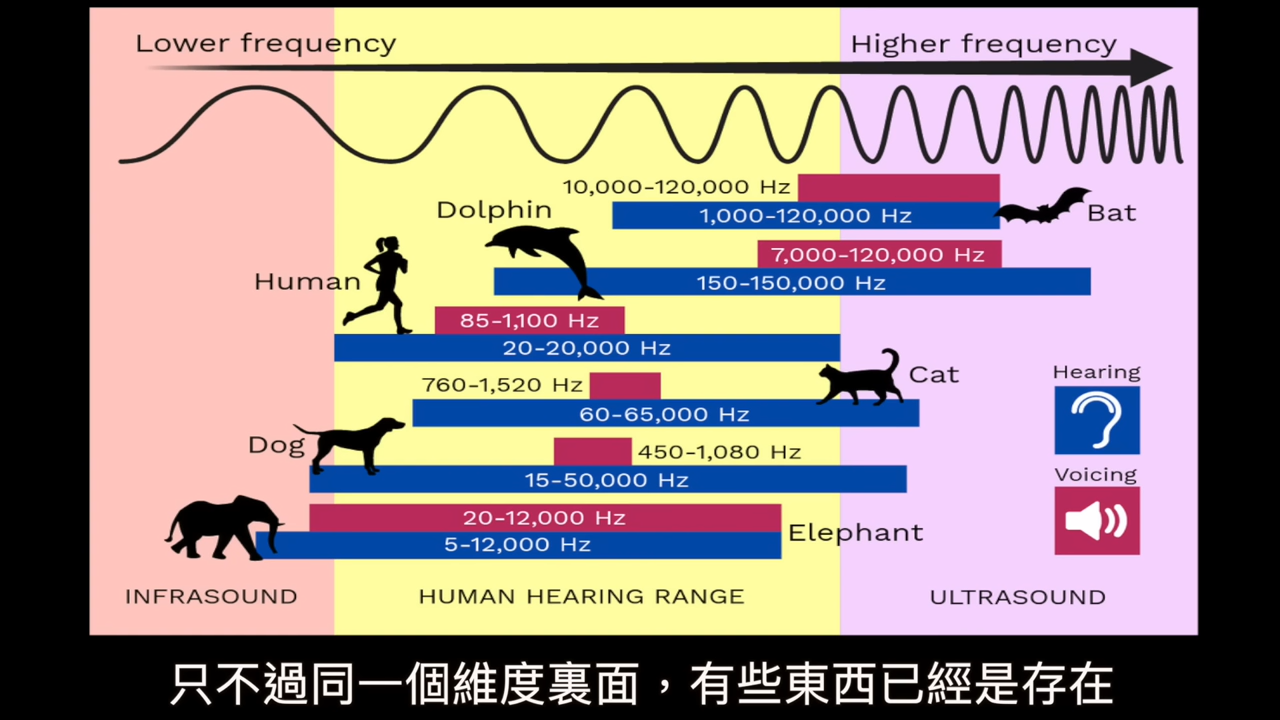 Lower frequency
Higher frequency
10,000-120,000 Hz
Dolphin
1,000-120,000 Hz
Bat
7,000-120,000 Hz
Human
150-150,000 Hz
85-1,100 Hz
20-20,000 Hz
Hearing
Cat
760-1,520 Hz
60-65,000 Hz
Dog
450-1,080 Hz
Voicing
15-50,000 Hz
20-12,000 Hz
Elephant
5-12,000 Hz
INFRASOUND
HUMAN HEARING RANGE
ULTRASOUND
只不過同一個維度裏面，有些東西已經是存在